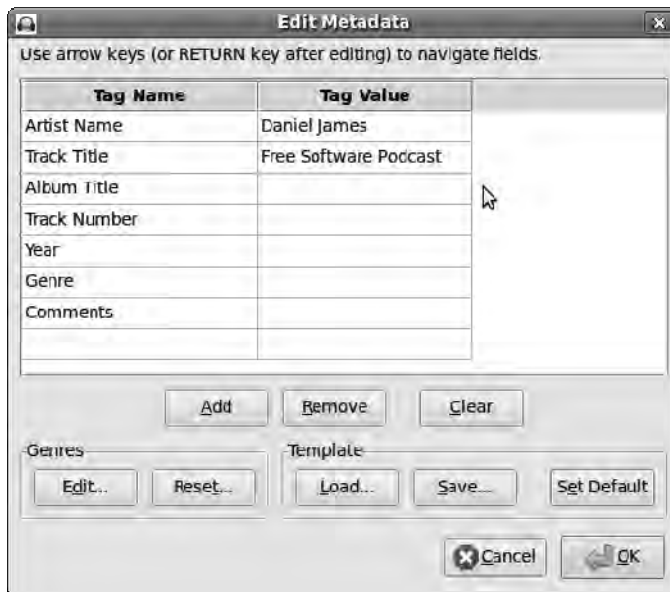 Edit Metadata
Use arrow keys (or RETURN key after editing) to navigate fields.
Tag Name Tag Value
Artist Name Daniel James
Track Title Free Software Podcast
Album Title
Track Number
Year
Genre
Comments
Add Remove Clear
Genres Template
Edit... Reset... Load... Save... Set Default
Cancel OK